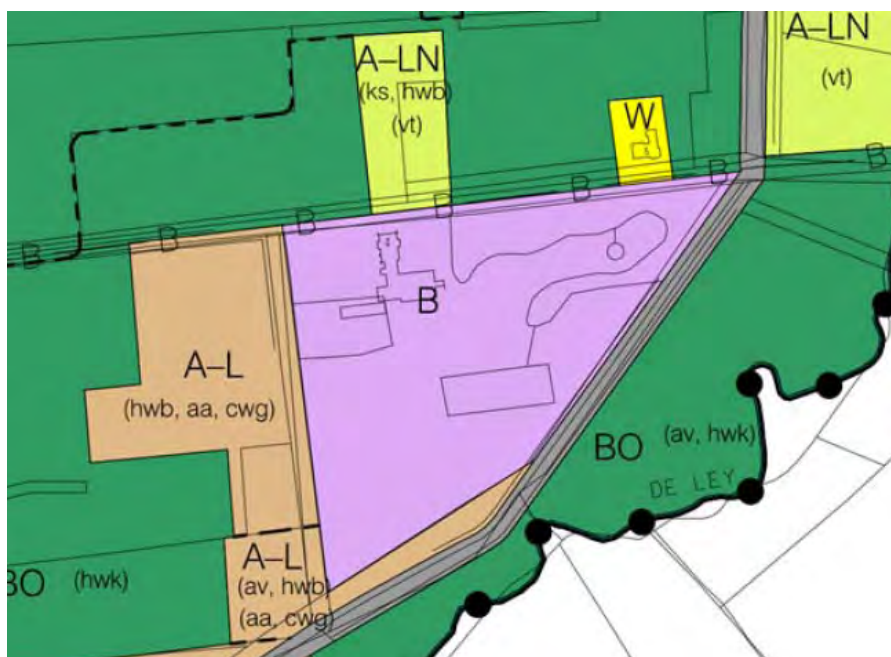 A–LN
(ks, hwb)
(vt)
W
A–LN
(vt)
B B B B B B B
B
A–L
(hwb, aa, cwg)
BO (av, hwk)
DE LEY
BO (hwk)
A–L
(av, hwb)
(aa, cwg)